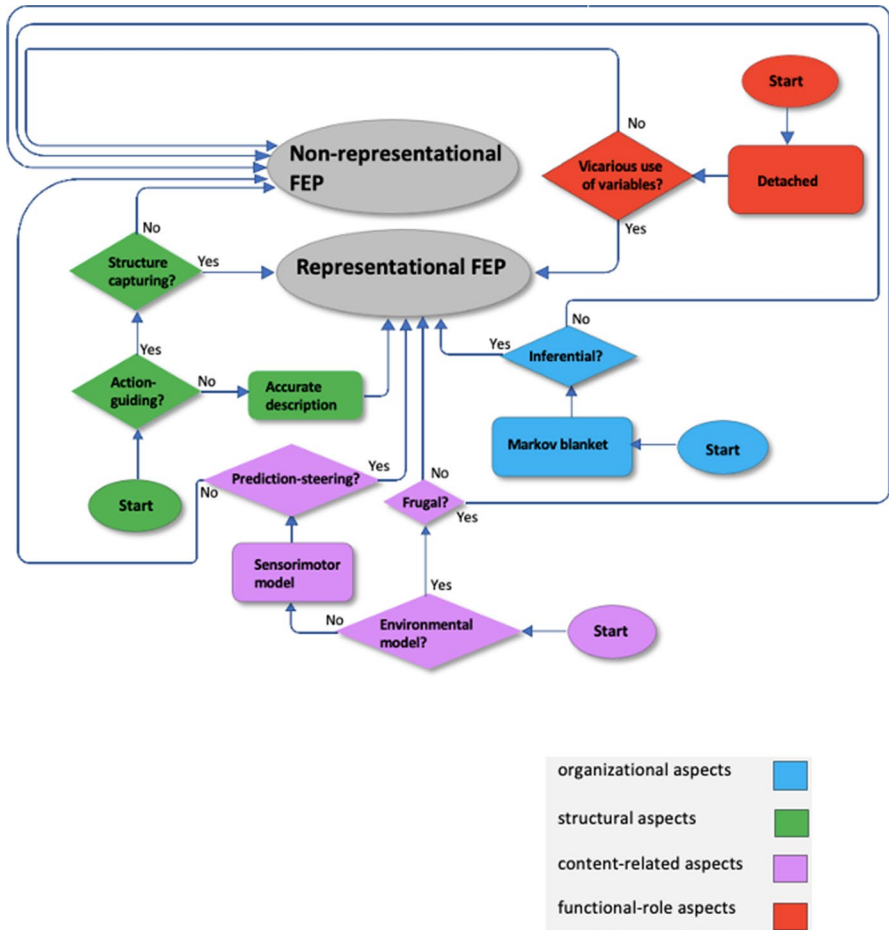 Start
No
Non-representational
FEP
Vicarious use
of variables?
Detached
No
Yes
Structure
capturing?
Yes
Representational FEP
No
Yes
Inferential?
Yes
Action-
guiding?
No
Accurate
description
Markov blanket
Start
Prediction-steering?
Yes
No
No
Start
Frugal?
Yes
Sensorimotor
model
Yes
No
Environmental
model?
Start
organizational aspects
structural aspects
content-related aspects
functional-role aspects